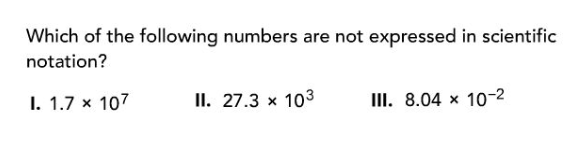 Which of the following numbers are not expressed in scientific
notation?
I. 1.7 × 10⁷ II. 27.3 × 10³ III. 8.04 × 10⁻²